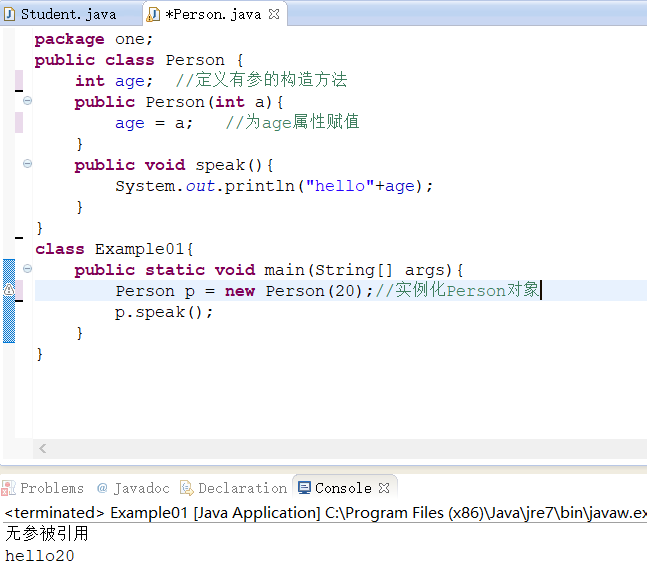 Student.java *Person.java
package one;
public class Person {
    int age;  //定义有参的构造方法
    public Person(int a){
        age = a;   //为age属性赋值
    }
    public void speak(){
        System.out.println("hello"+age);
    }
}
class Example01{
    public static void main(String[] args){
        Person p = new Person(20);//实例化Person对象
        p.speak();
    }
}
Problems @ Javadoc Declaration Console
<terminated> Example01 [Java Application] C:\Program Files (x86)\Java\jre7\bin\javaw.ex
无参被引用
hello20